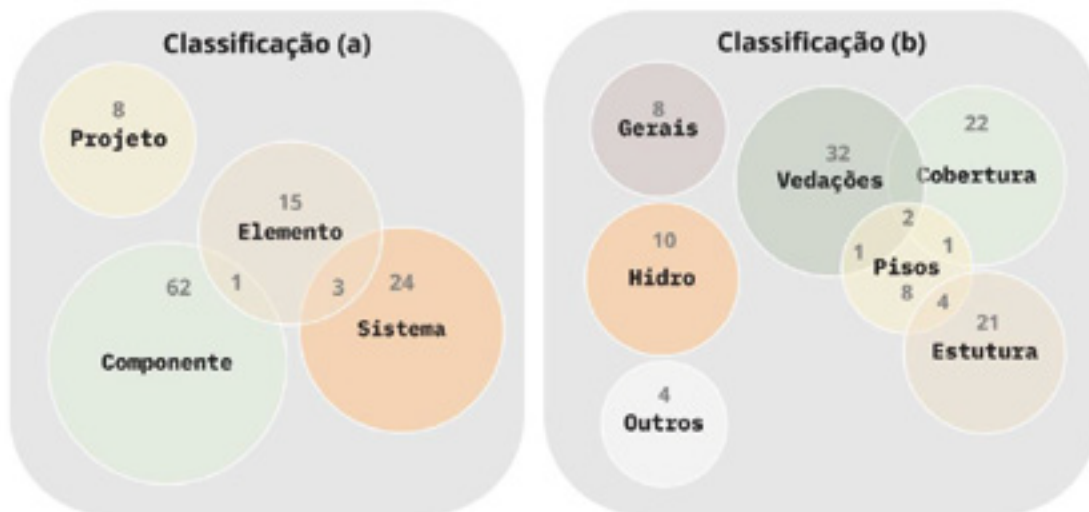 Classificação (a)
8
Projeto
15
Elemento
62
1
3
24
Sistema
Componente
Classificação (b)
8
Gerais
32
Vedações
22
Cobertura
2
1
1
Pisos
8
4
10
Hidro
21
Estutura
4
Outros